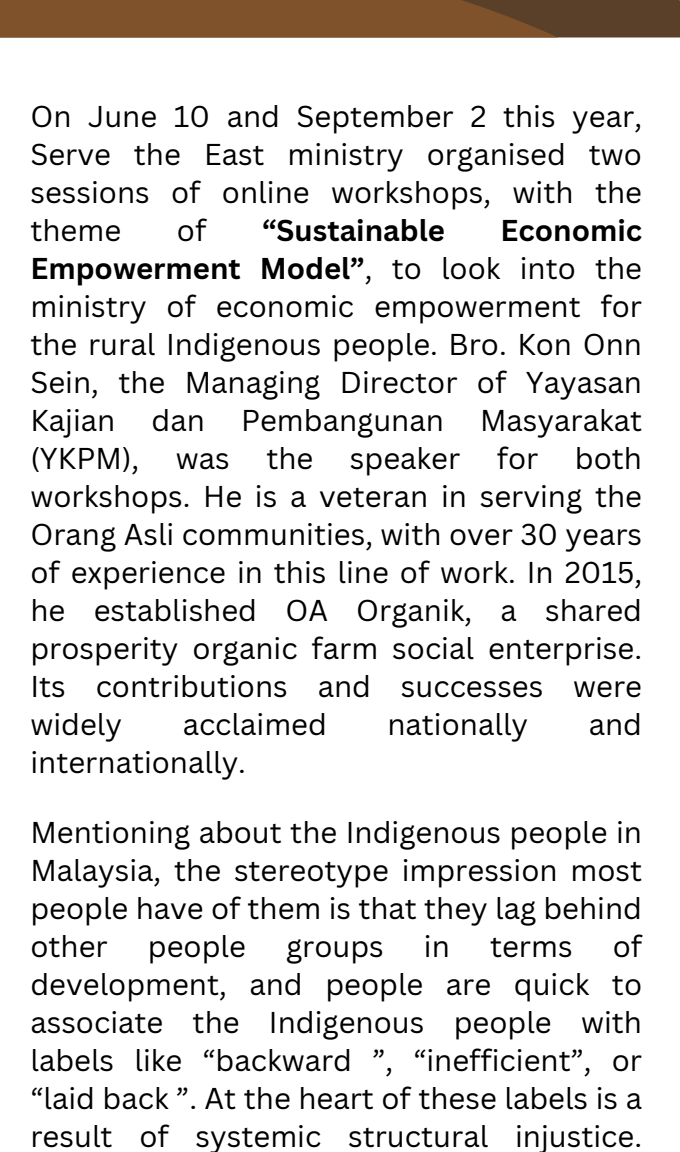 On June 10 and September 2 this year,
Serve the East ministry organised two
sessions of online workshops, with the
theme of “Sustainable Economic
Empowerment Model”, to look into the
ministry of economic empowerment for
the rural Indigenous people. Bro. Kon Onn
Sein, the Managing Director of Yayasan
Kajian dan Pembangunan Masyarakat
(YKPM), was the speaker for both
workshops. He is a veteran in serving the
Orang Asli communities, with over 30 years
of experience in this line of work. In 2015,
he established OA Organik, a shared
prosperity organic farm social enterprise.
Its contributions and successes were
widely acclaimed nationally and
internationally.
Mentioning about the Indigenous people in
Malaysia, the stereotype impression most
people have of them is that they lag behind
other people groups in terms of
development, and people are quick to
associate the Indigenous people with
labels like “backward ”, “inefficient”, or
“laid back ”. At the heart of these labels is a
result of systemic structural injustice.